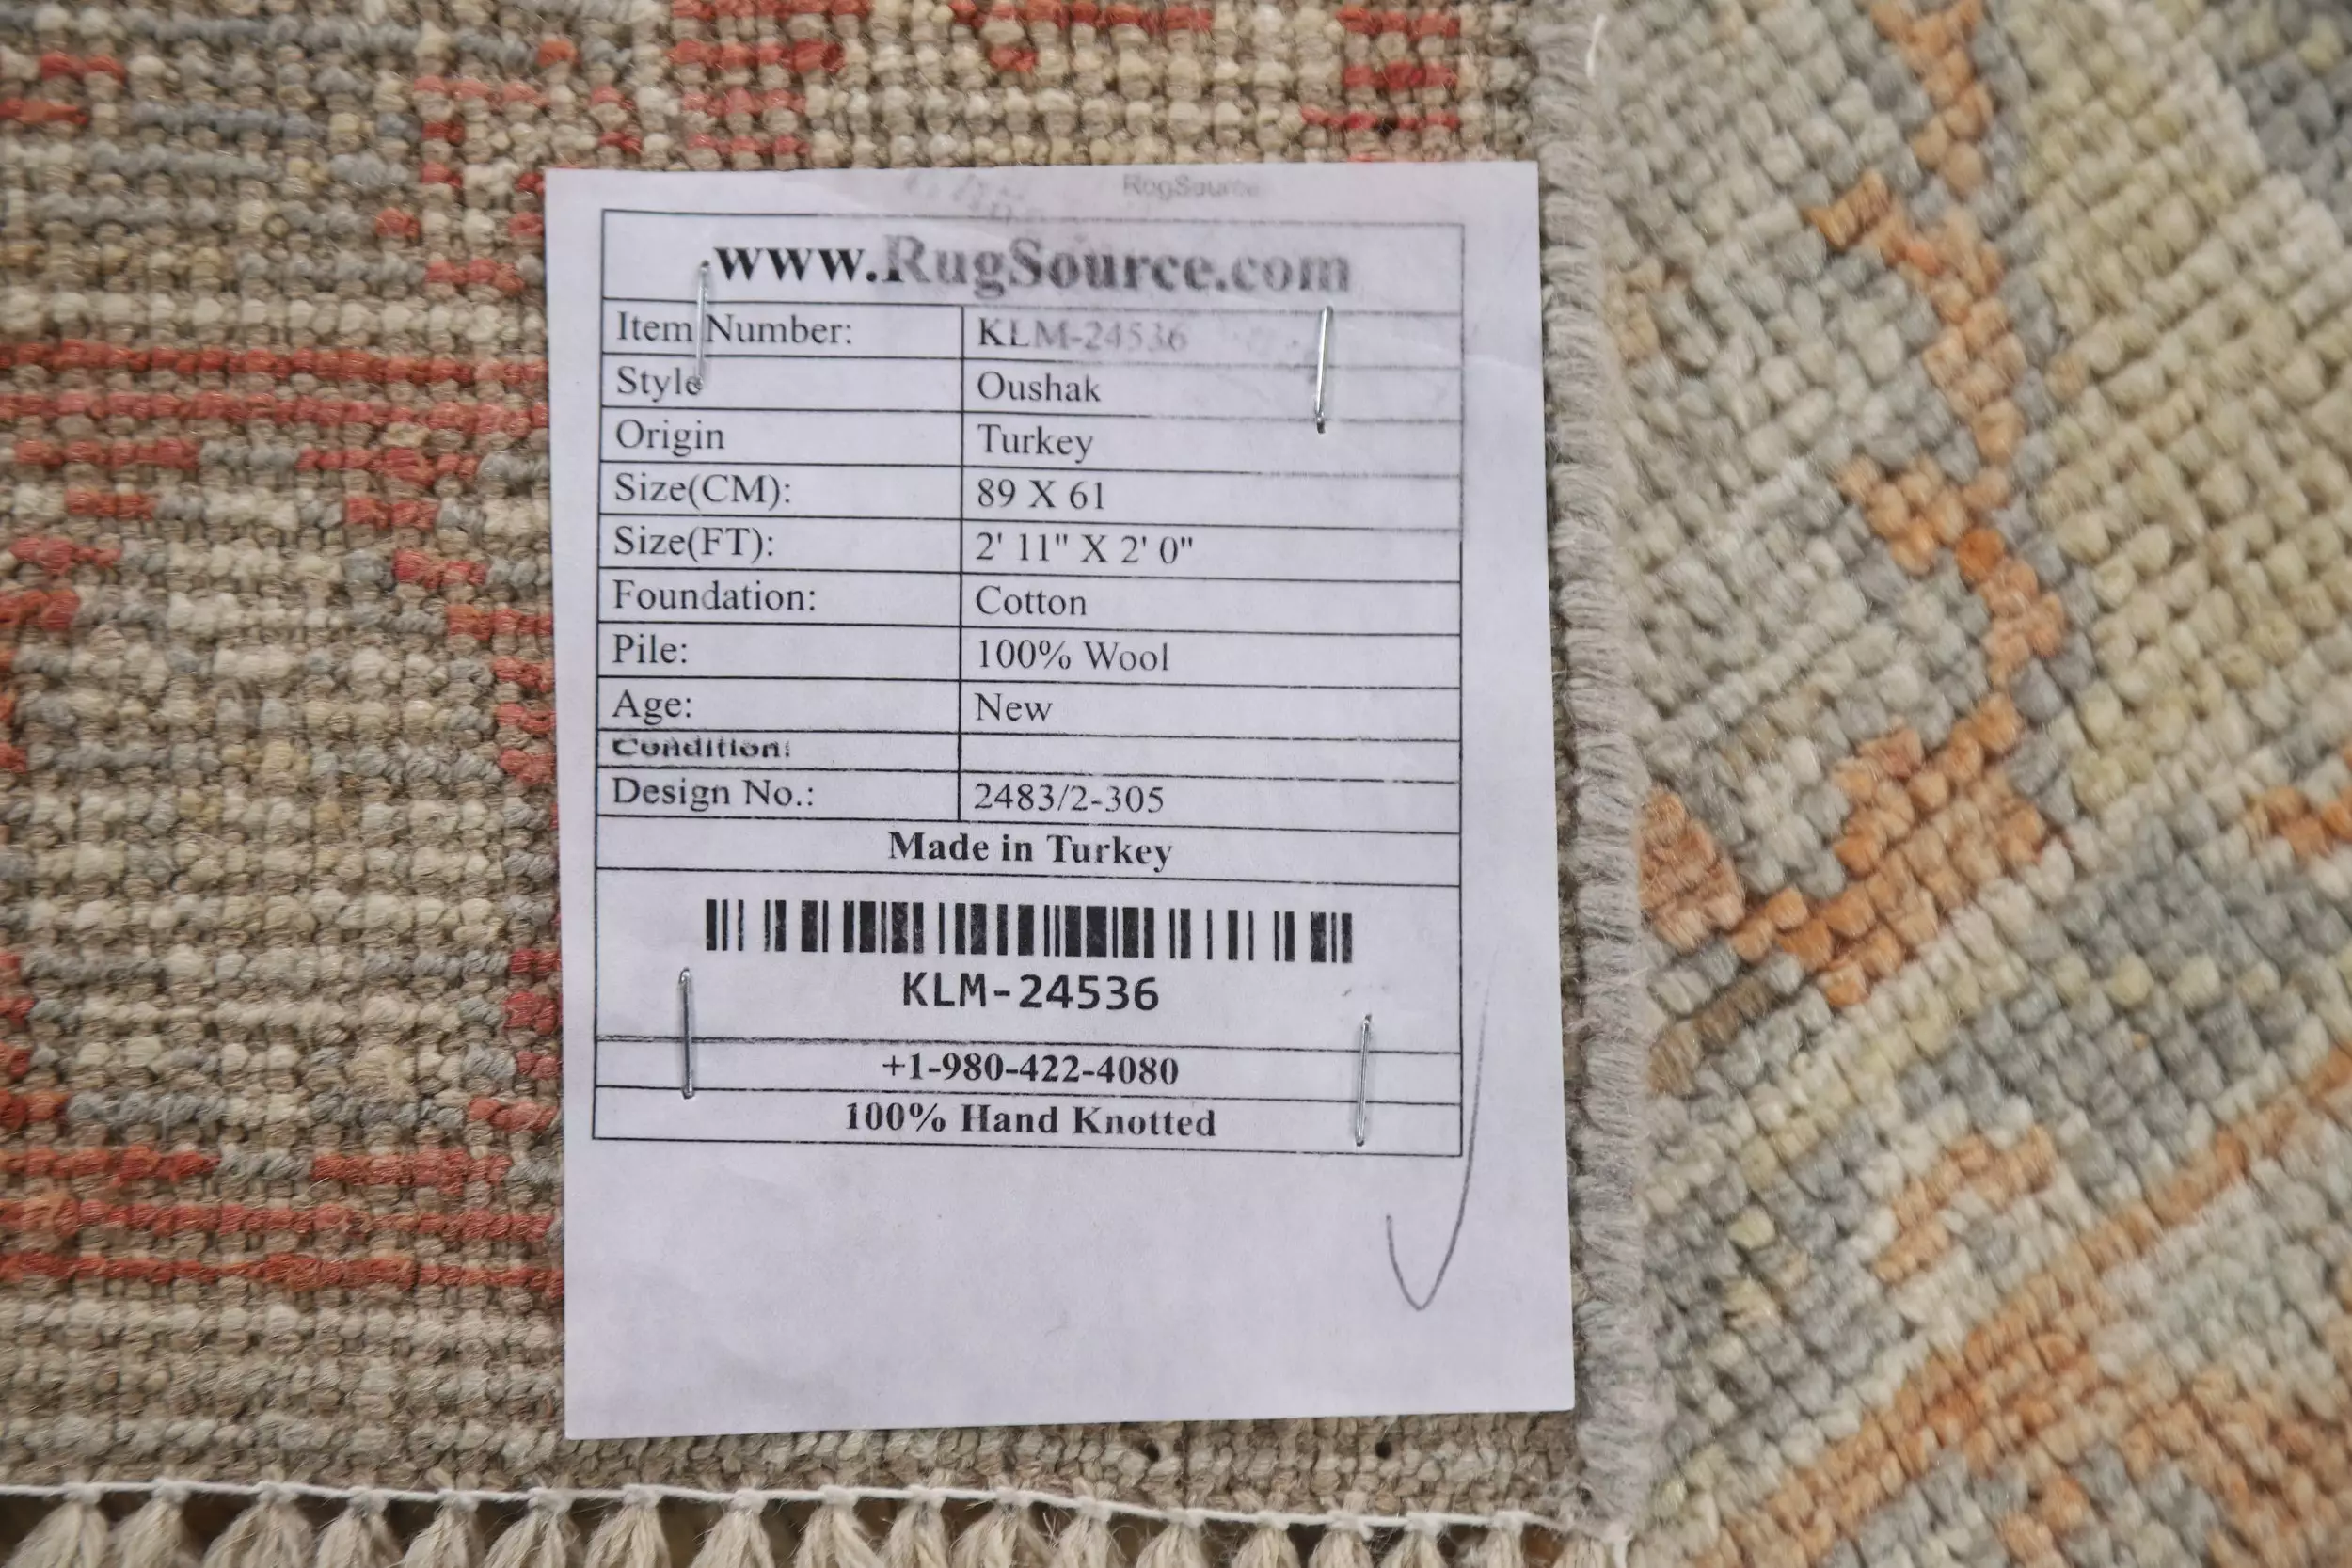 RugSource
www.RugSource.com
Item Number: KLM-24536
Style Oushak
Origin Turkey
Size(CM): 89 X 61
Size(FT): 2' 11" X 2' 0"
Foundation: Cotton
Pile: 100% Wool
Age: New
Condition:
Design No.: 2483/2-305
Made in Turkey
KLM-24536
+1-980-422-4080
100% Hand Knotted